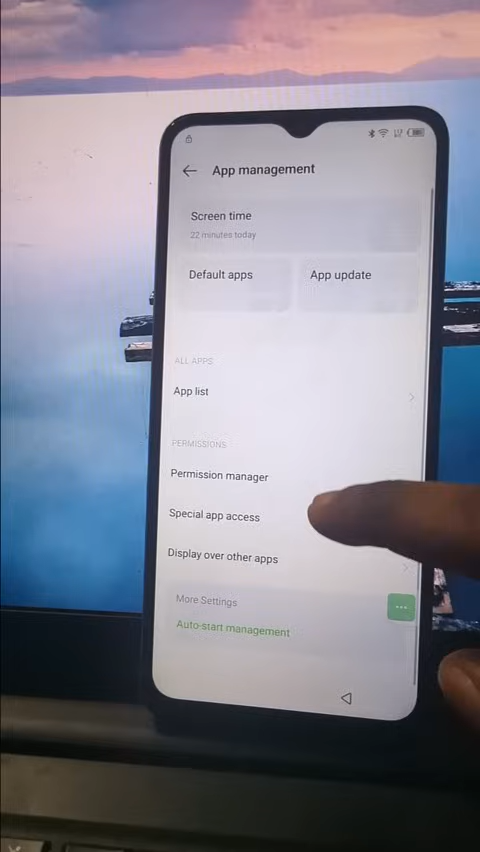 App management
Screen time
22 minutes today
Default apps
App update
ALL APPS
App list
PERMISSIONS
Permission manager
Special app access
Display over other apps
More Settings
Auto-start management